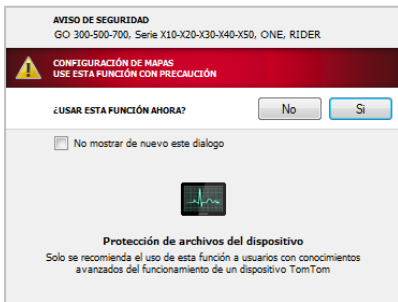 AVISO DE SEGURIDAD
GO 300-500-700, Serie X10-X20-X30-X40-X50, ONE, RIDER
CONFIGURACIÓN DE MAPAS
USE ESTA FUNCIÓN CON PRECAUCIÓN
¿USAR ESTA FUNCIÓN AHORA?
No
Si
No mostrar de nuevo este dialogo
Protección de archivos del dispositivo
Solo se recomienda el uso de esta función a usuarios con conocimientos
avanzados del funcionamiento de un dispositivo TomTom